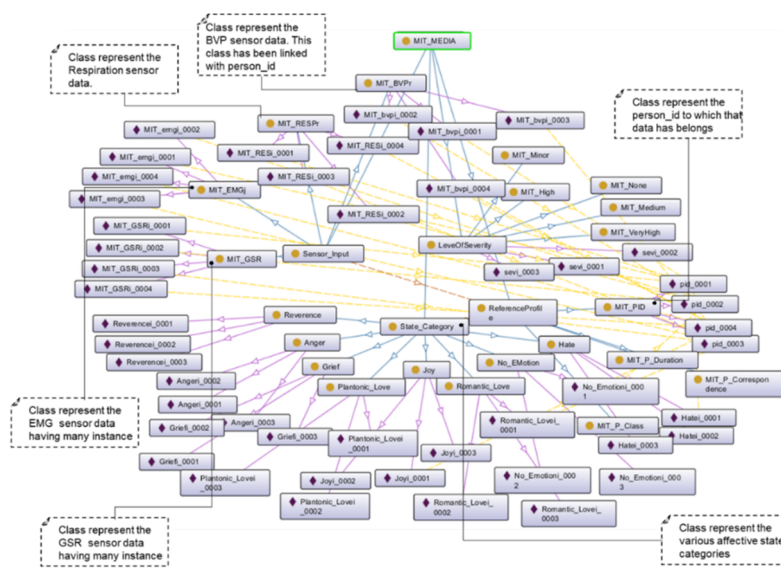 Class represent the
BVP sensor data. This
class has been linked
with person_id
MIT_MEDIA
Class represent the
Respiration sensor
data.
MIT_BVPr
Class represent the
person_id to which that
data has belongs
MIT_emgi_0002
MIT_RESPr
MIT_bvpi_0002
MIT_bvpi_0003
MIT_bvpi_0001
MIT_emgi_0001
MIT_RESi_0001
MIT_RESi_0004
MIT_Minor
MIT_emgi_0004
MIT_RESi_0003
MIT_emgi_0003
MIT_EMGj
MIT_bvpi_0004
MIT_High
MIT_None
MIT_Medium
MIT_GSRi_0001
MIT_RESi_0002
MIT_VeryHigh
MIT_GSRi_0002
MIT_GSR
Sensor_Input
LeveOfSeverity
sevi_0002
MIT_GSRi_0003
sevi_0003
sevi_0001
pid_0001
MIT_GSRi_0004
pid_0002
Reverence
ReferenceProfil
e
MIT_PID
Reverencei_0001
State_Category
pid_0004
Reverencei_0002
Anger
Hate
pid_0003
Reverencei_0003
Grief
Joy
No_EMotion
MIT_P_Duration
Angeri_0002
Plantonic_Love
Romantic_Love
No_Emotioni_000
1
MIT_P_Correspon
dence
Angeri_0001
Class represent the
EMG sensor data
having many instance
Griefi_0002
Angeri_0003
Griefi_0003
Plantonic_Lovei
_0001
Romantic_Lovei_
0001
MIT_P_Class
Hatei_0001
Hatei_0002
Hatei_0003
Griefi_0001
Joyi_0003
Plantonic_Lovei
_0003
Joyi_0002
Joyi_0001
No_Emotioni_00
02
No_Emotioni_00
03
Plantonic_Lovei
_0002
Romantic_Lovei_
0002
Romantic_Lovei_
0003
Class represent the
GSR sensor data
having many instance
Class represent the
various affective state
categories